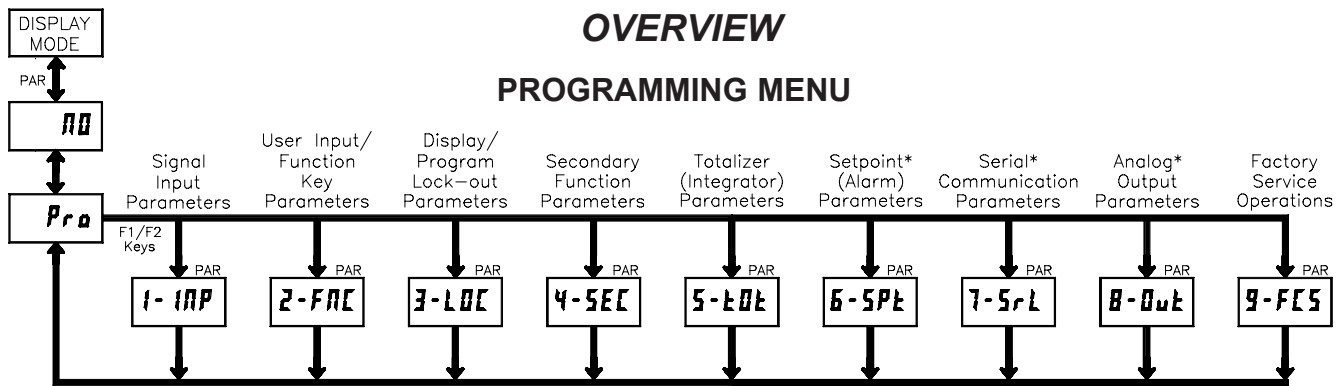 OVERVIEW
PROGRAMMING MENU
DISPLAY
MODE
PAR
NO
Pro
F1/F2
Keys
Signal
Input
Parameters
User Input/
Function
Key
Parameters
Display/
Program
Lock-out
Parameters
Secondary
Function
Parameters
Totalizer
(Integrator)
Parameters
Setpoint*
(Alarm)
Parameters
Serial*
Communication
Parameters
Analog*
Output
Parameters
Factory
Service
Operations
PAR
PAR
PAR
PAR
PAR
PAR
PAR
PAR
PAR
1-INP
2-FNC
3-LOC
4-SEC
5-tOt
6-SPt
7-SrL
8-Out
9-FCS